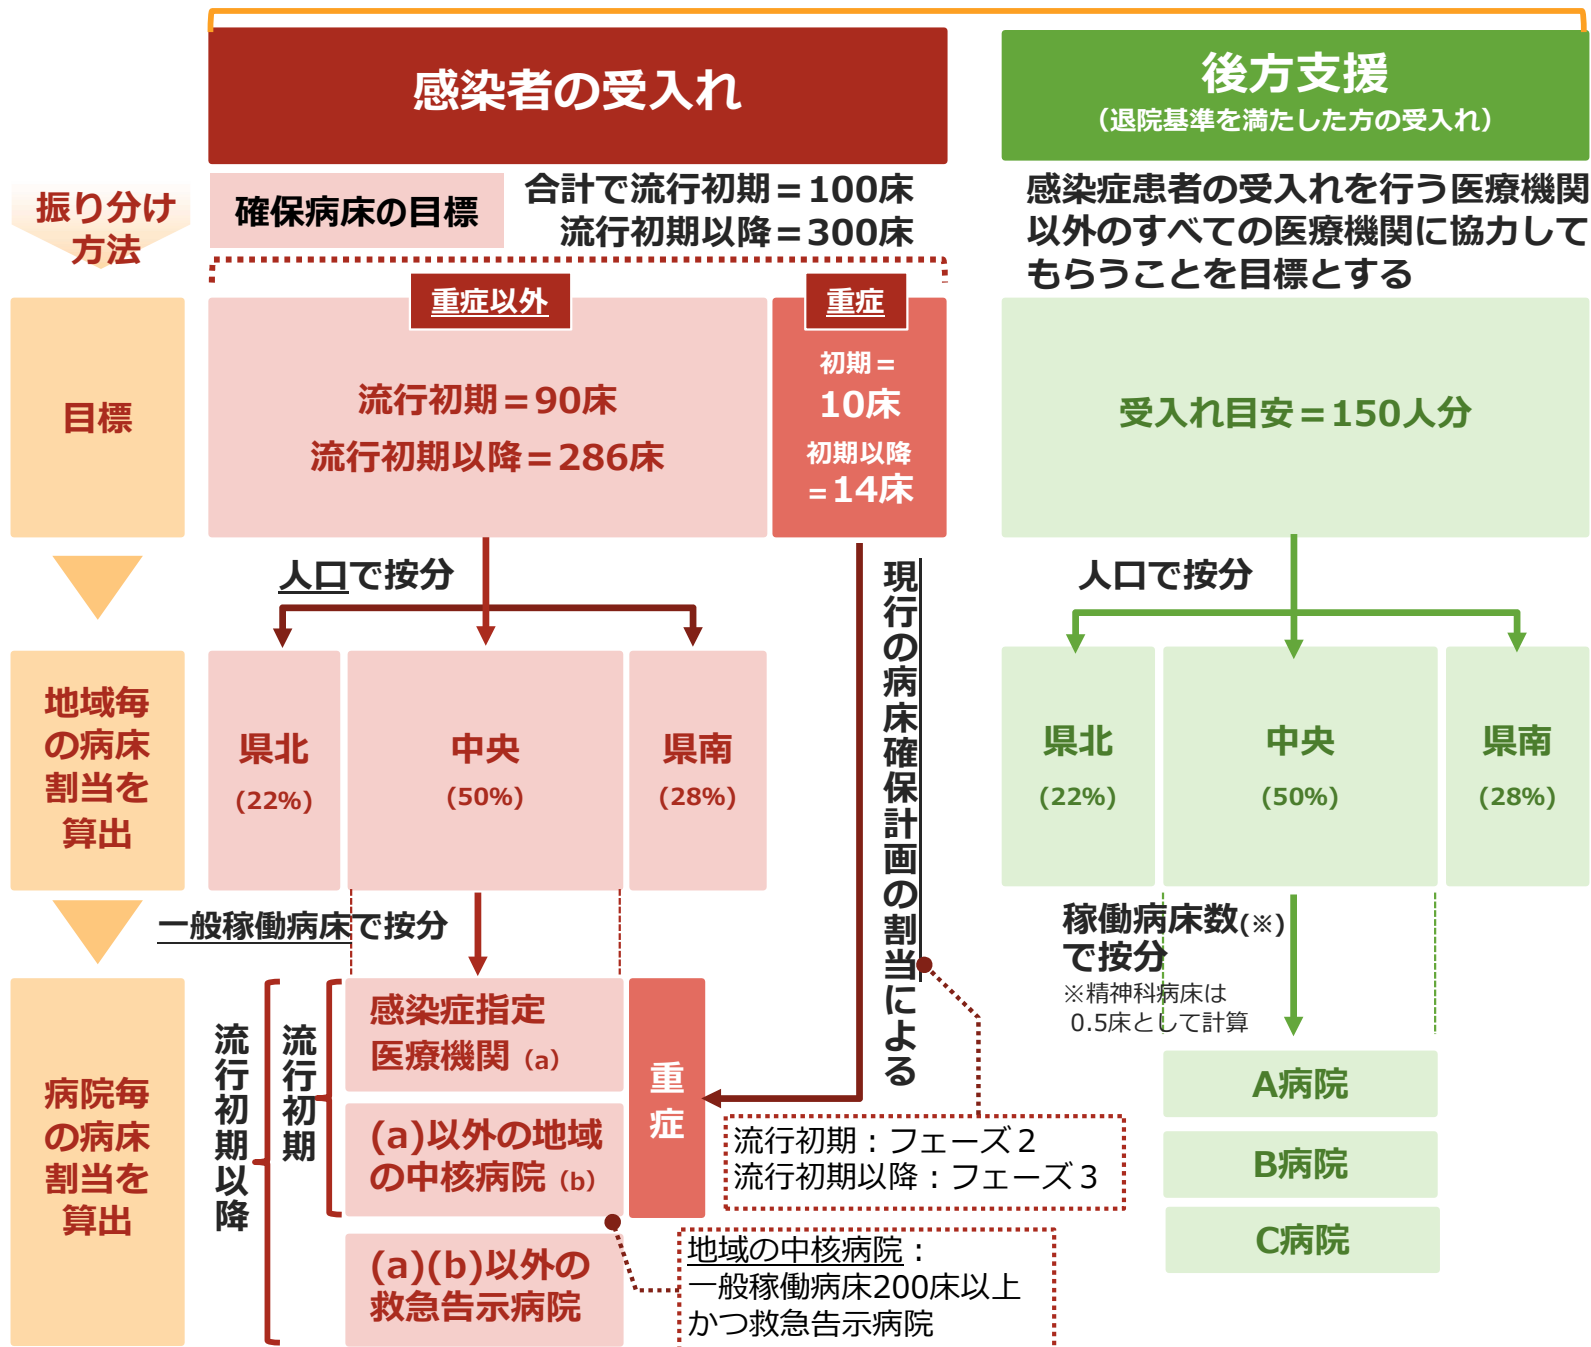 感染者の受入れ
後方支援
（退院基準を満たした方の受入れ）
振り分け
方法
確保病床の目標
合計で流行初期＝100床
流行初期以降＝300床
感染症患者の受入れを行う医療機関
以外のすべての医療機関に協力して
もらうことを目標とする
目標
重症以外
流行初期＝90床
流行初期以降＝286床
重症
初期＝
10床
初期以降
＝14床
受入れ目安＝150人分
人口で按分
現行の病床確保計画の割当による
人口で按分
地域毎
の病床
割当を
算出
県北
(22%)
中央
(50%)
県南
(28%)
県北
(22%)
中央
(50%)
県南
(28%)
一般稼働病床で按分
稼働病床数(※)
で按分
※精神科病床は
0.5床として計算
病院毎
の病床
割当を
算出
流行初期以降
流行初期
感染症指定
医療機関（a）
(a)以外の地域
の中核病院（b）
(a)(b)以外の
救急告示病院
重症
流行初期：フェーズ２
流行初期以降：フェーズ３
地域の中核病院：
一般稼働病床200床以上
かつ救急告示病院
A病院
B病院
C病院